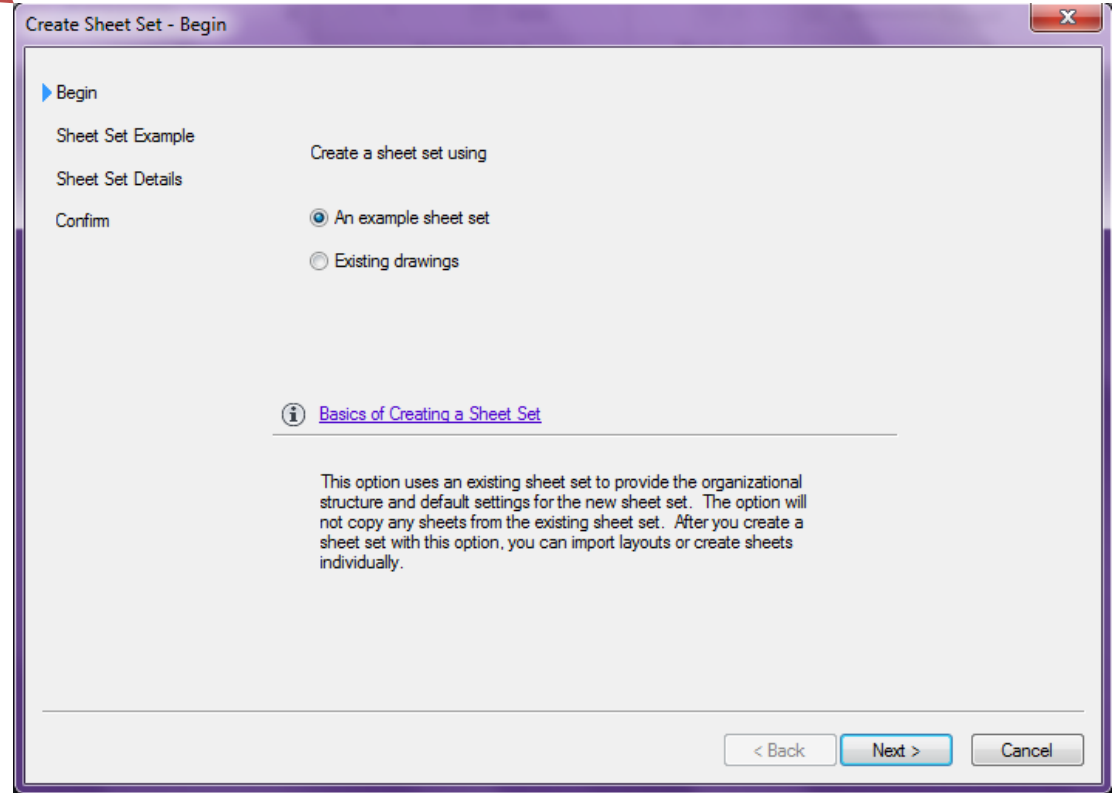 Create Sheet Set - Begin
Begin
Sheet Set Example
Sheet Set Details
Confirm
Create a sheet set using
An example sheet set
Existing drawings
Basics of Creating a Sheet Set
This option uses an existing sheet set to provide the organizational
structure and default settings for the new sheet set.  The option will
not copy any sheets from the existing sheet set.  After you create a
sheet set with this option, you can import layouts or create sheets
individually.
< Back Next > Cancel